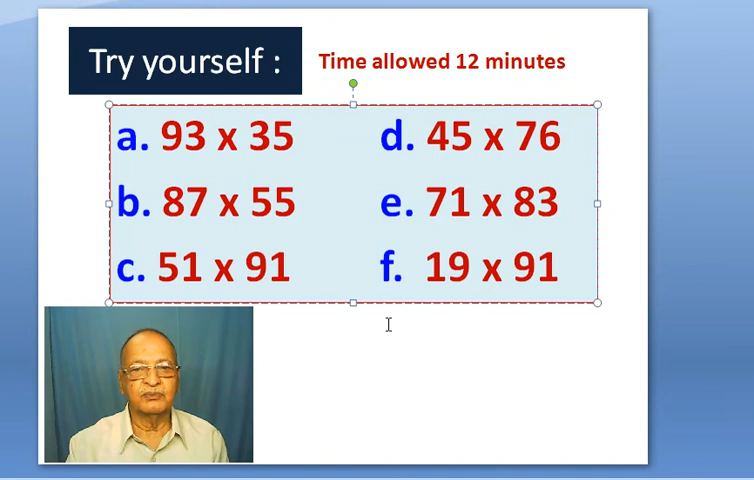 Try yourself :
Time allowed 12 minutes
a. 93 x 35
b. 87 x 55
c. 51 x 91
d. 45 x 76
e. 71 x 83
f. 19 x 91